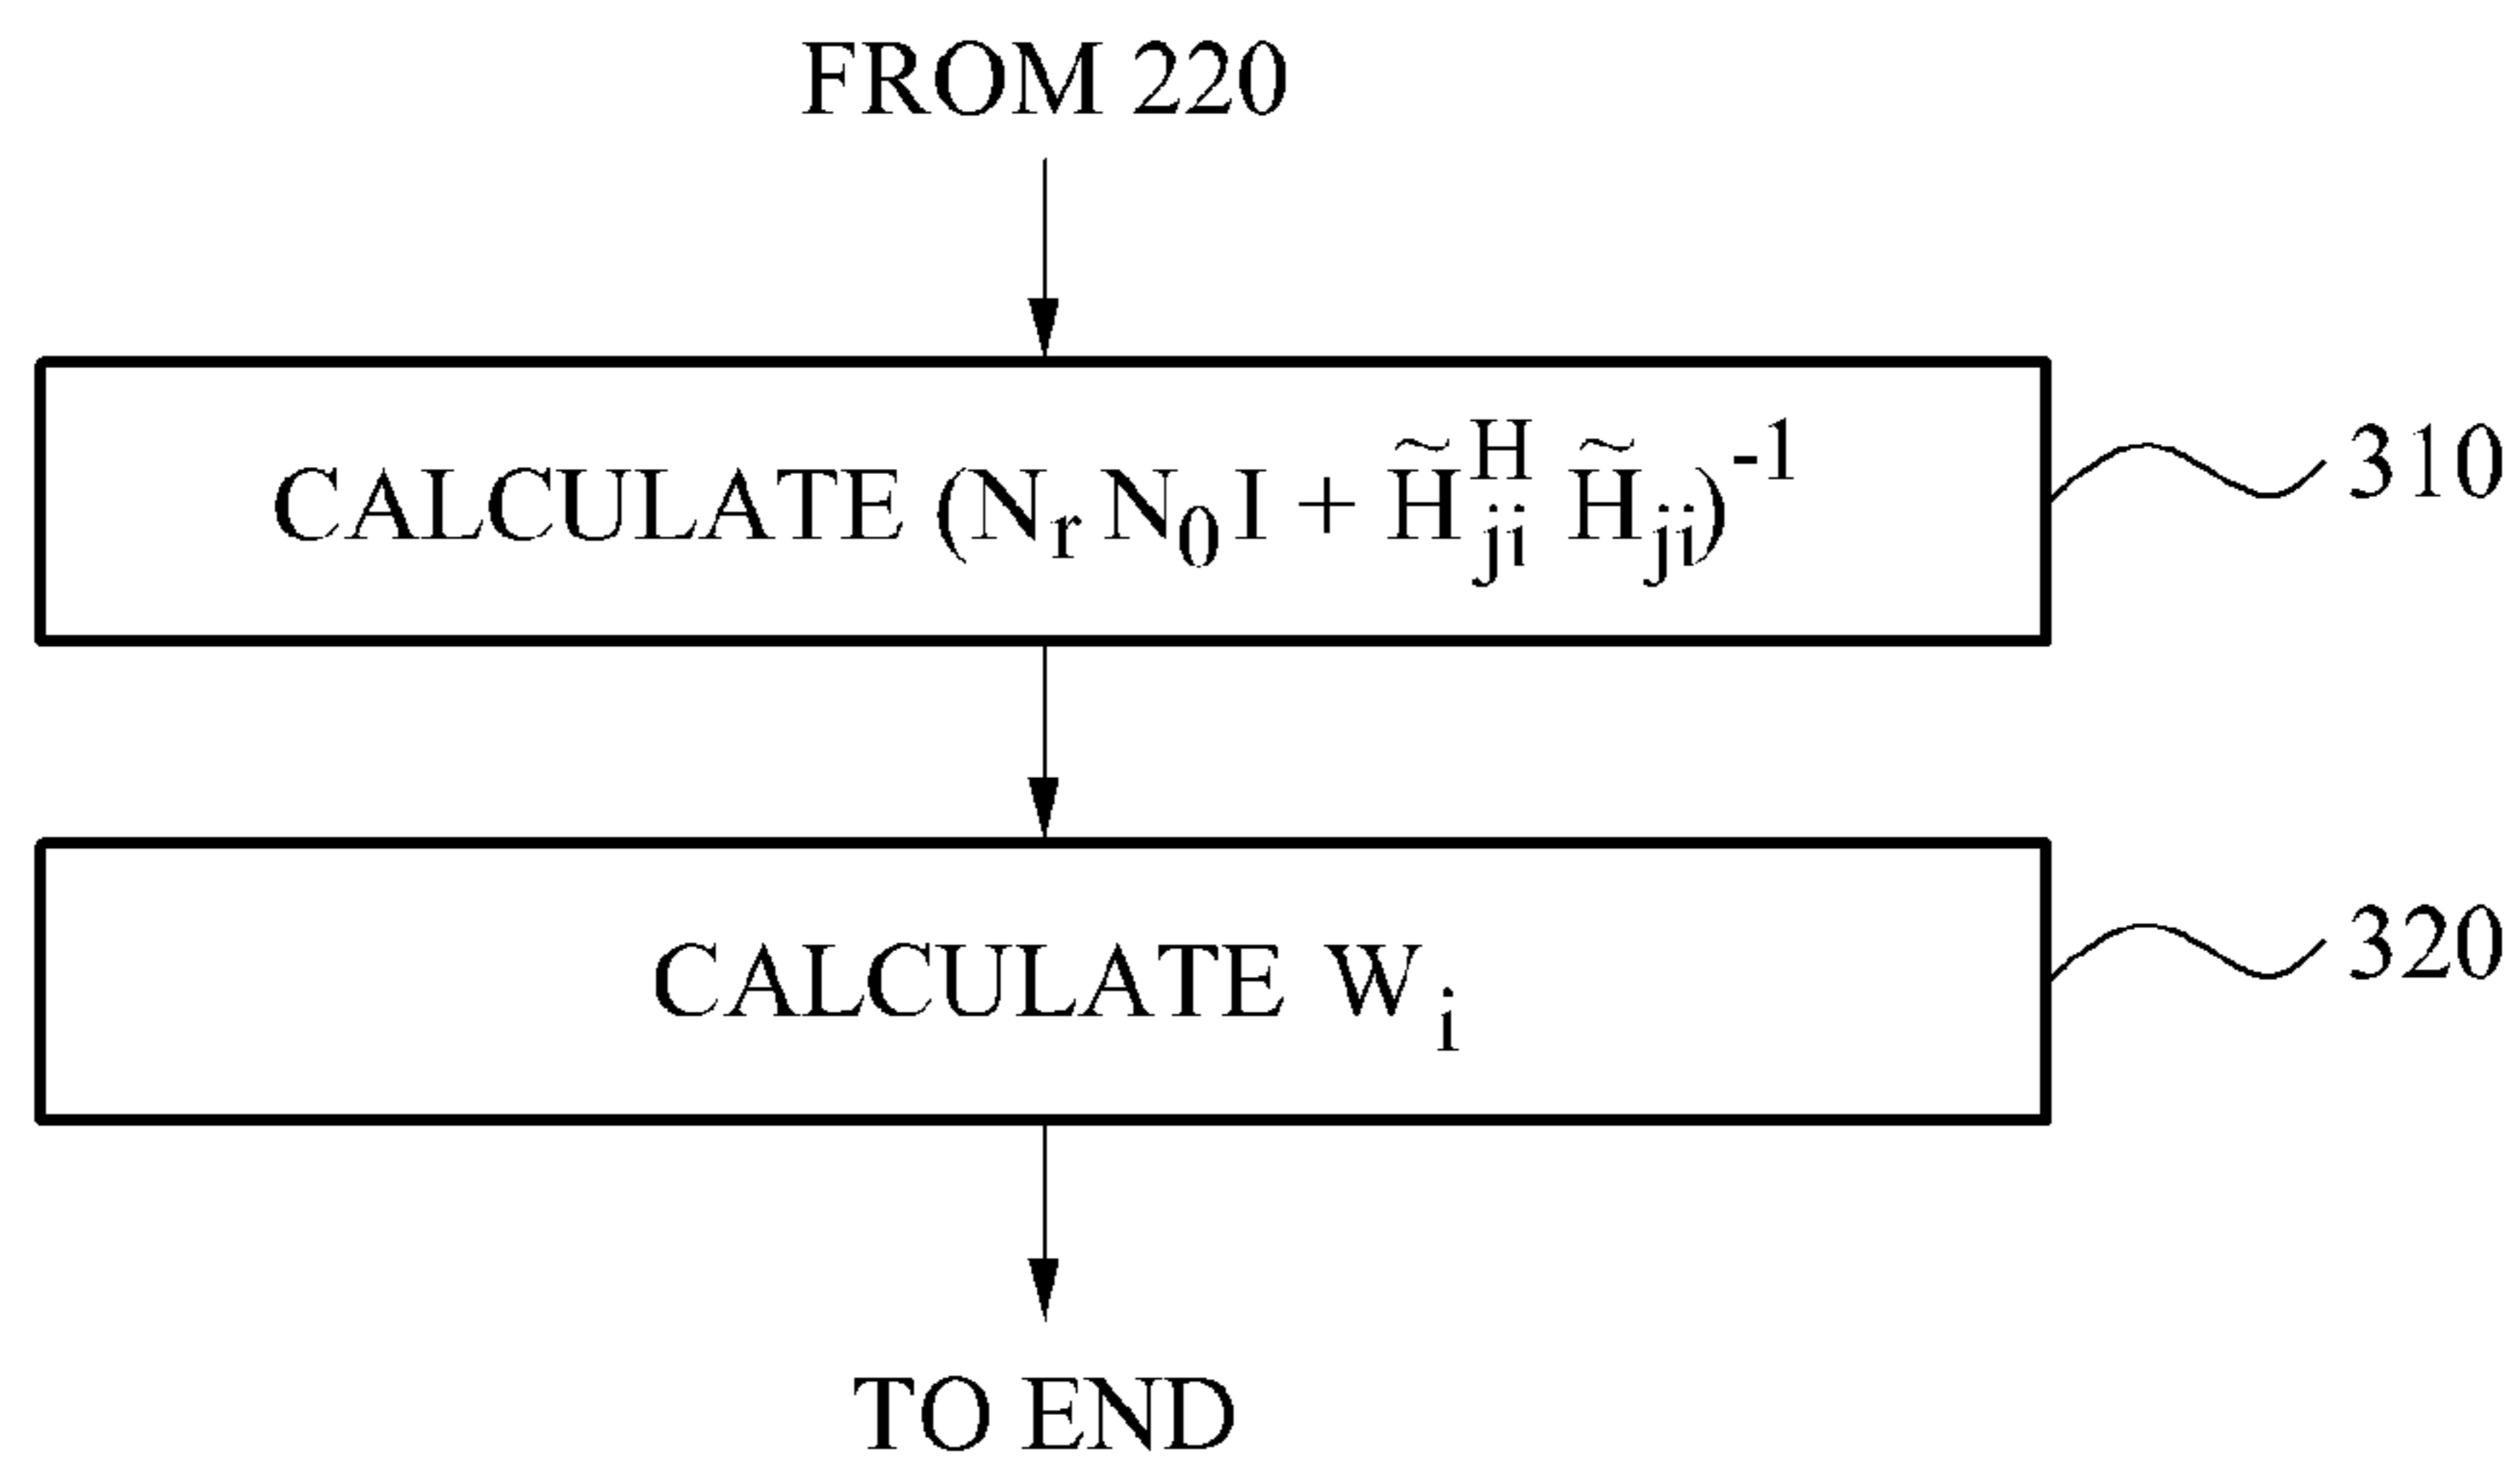 FROM 220
CALCULATE (N_r N_0 I + H̃_ji^H H̃_ji)^-1 310
CALCULATE W_i 320
TO END